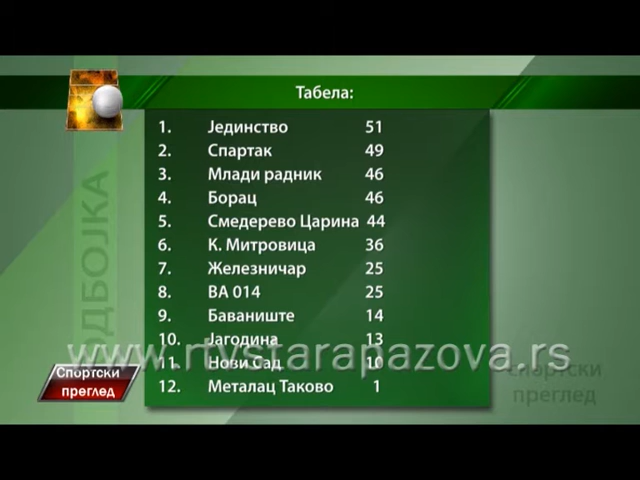 Табела:
ОДБОЈКА
1. Јединство 51
2. Спартак 49
3. Млади радник 46
4. Борац 46
5. Смедерево Царина 44
6. К. Митровица 36
7. Железничар 25
8. ВА 014 25
9. Баваниште 14
10. Јагодина 13
www.rtvstarapazova.rs
11. Нови Сад 10
12. Металац Таково 1
Спортски
преглед
спортски
преглед